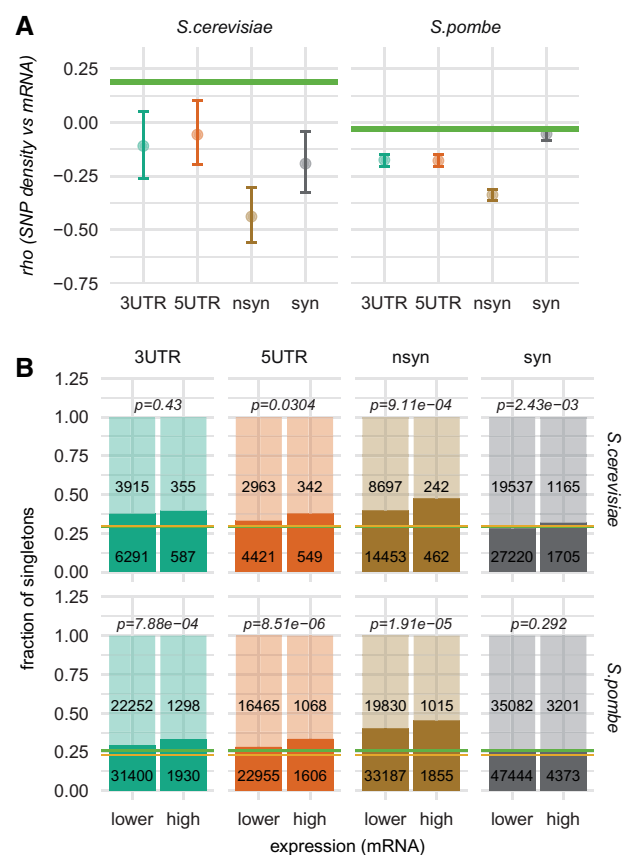 A
S.cerevisiae
S.pombe
rho (SNP density vs mRNA)
0.25
0.00
−0.25
−0.50
−0.75
3UTR 5UTR nsyn syn
3UTR 5UTR nsyn syn
B
3UTR 5UTR nsyn syn
fraction of singletons
1.25
1.00
0.75
0.50
0.25
0.00
p=0.43 p=0.0304 p=9.11e−04 p=2.43e−03
3915 355 2963 342 8697 242 19537 1165
6291 587 4421 549 14453 462 27220 1705
S.cerevisiae
1.25
1.00
0.75
0.50
0.25
0.00
p=7.88e−04 p=8.51e−06 p=1.91e−05 p=0.292
22252 1298 16465 1068 19830 1015 35082 3201
31400 1930 22955 1606 33187 1855 47444 4373
S.pombe
lower high lower high lower high lower high
expression (mRNA)